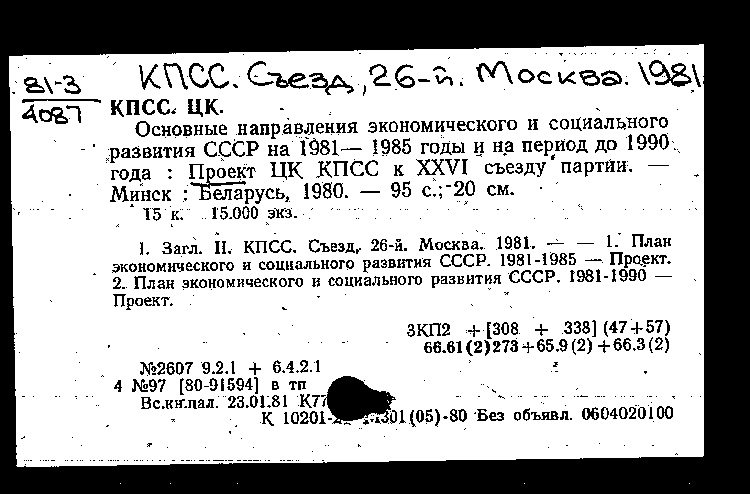 81-3
4087
КПСС. Съезд, 26-й. Москва. 1981
КПСС. ЦК.
Основные направления экономического и социального
развития СССР на 1981— 1985 годы и на период до 1990
года : Проект ЦК КПСС к XXVI съезду партии. —
Минск : Беларусь, 1980. — 95 с.; 20 см.
15 к. 15.000 экз.
I. Загл. II. КПСС. Съезд, 26-й. Москва. 1981. — — 1. План
экономического и социального развития СССР. 1981-1985 — Проект.
2. План экономического и социального развития СССР. 1981-1990 —
Проект.
3КП2 + [308 + 338] (47+57)
66.61(2)273+65.9(2)+66.3(2)
№2607 9.2.1 + 6.4.2.1
4 №97 [80-91594] в тп
Вс.кн.пал. 23.01.81 К77
К 10201- 301(05)-80 Без объявл. 0604020100